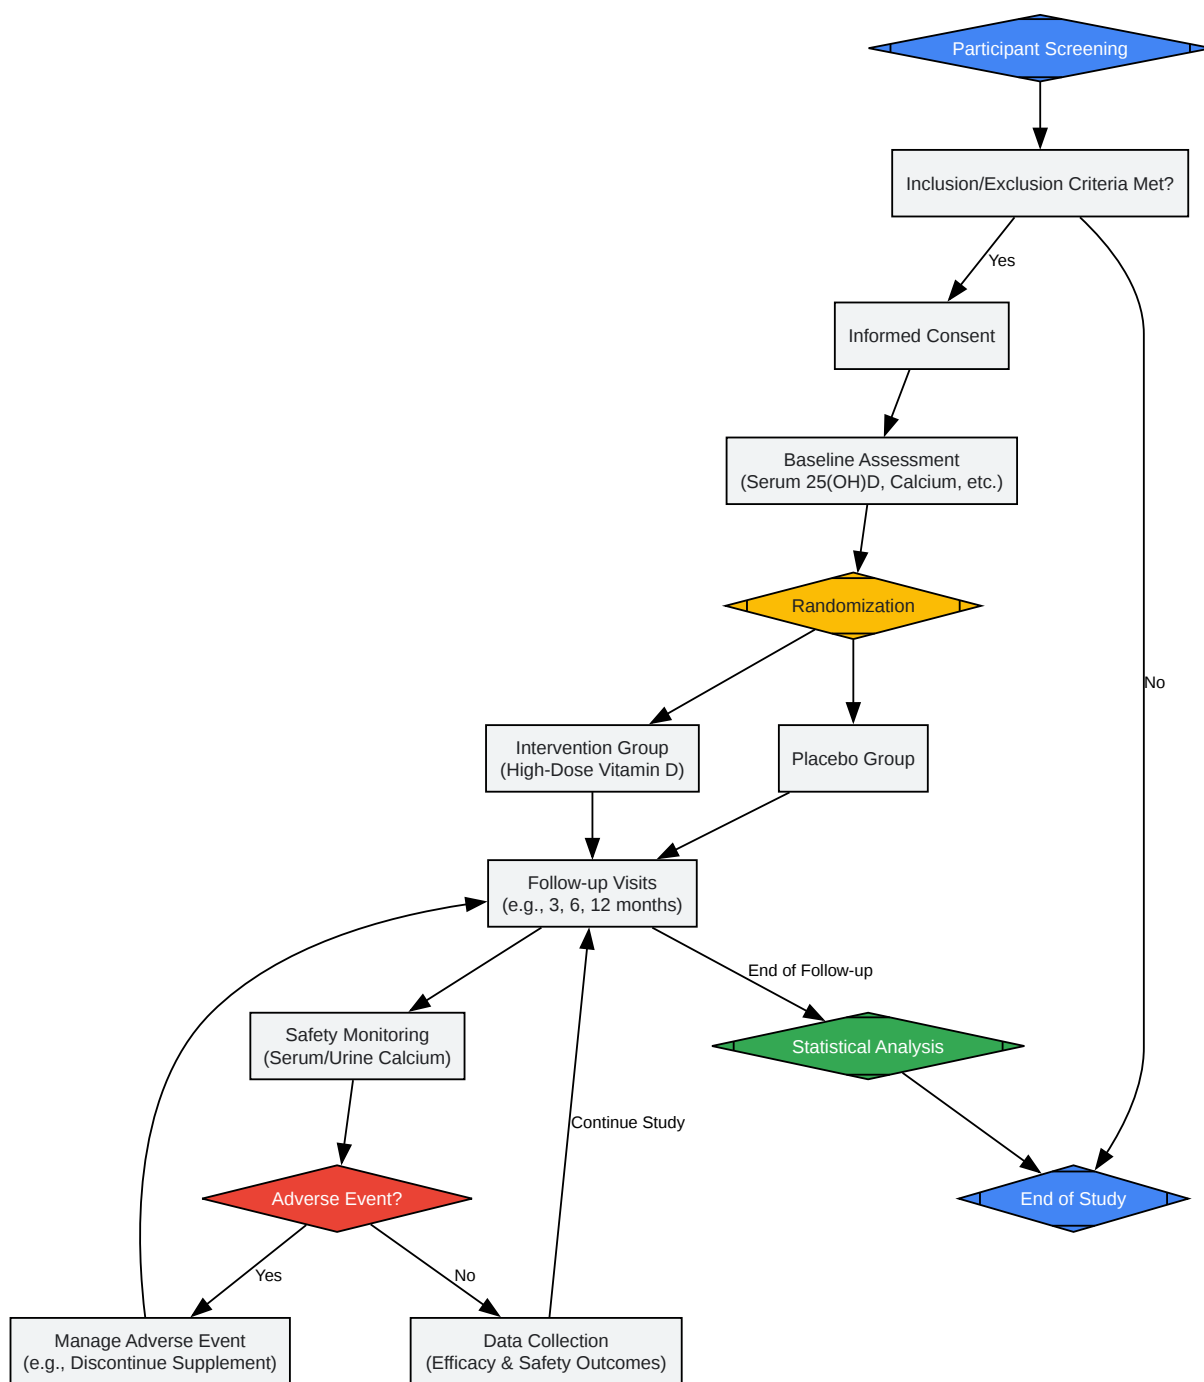 Participant Screening
Inclusion/Exclusion Criteria Met?
Yes
Informed Consent
Baseline Assessment
(Serum 25(OH)D, Calcium, etc.)
Randomization
No
Intervention Group
(High-Dose Vitamin D)
Placebo Group
Follow-up Visits
(e.g., 3, 6, 12 months)
End of Follow-up
Safety Monitoring
(Serum/Urine Calcium)
Statistical Analysis
Continue Study
Adverse Event?
End of Study
Yes
No
Manage Adverse Event
(e.g., Discontinue Supplement)
Data Collection
(Efficacy & Safety Outcomes)